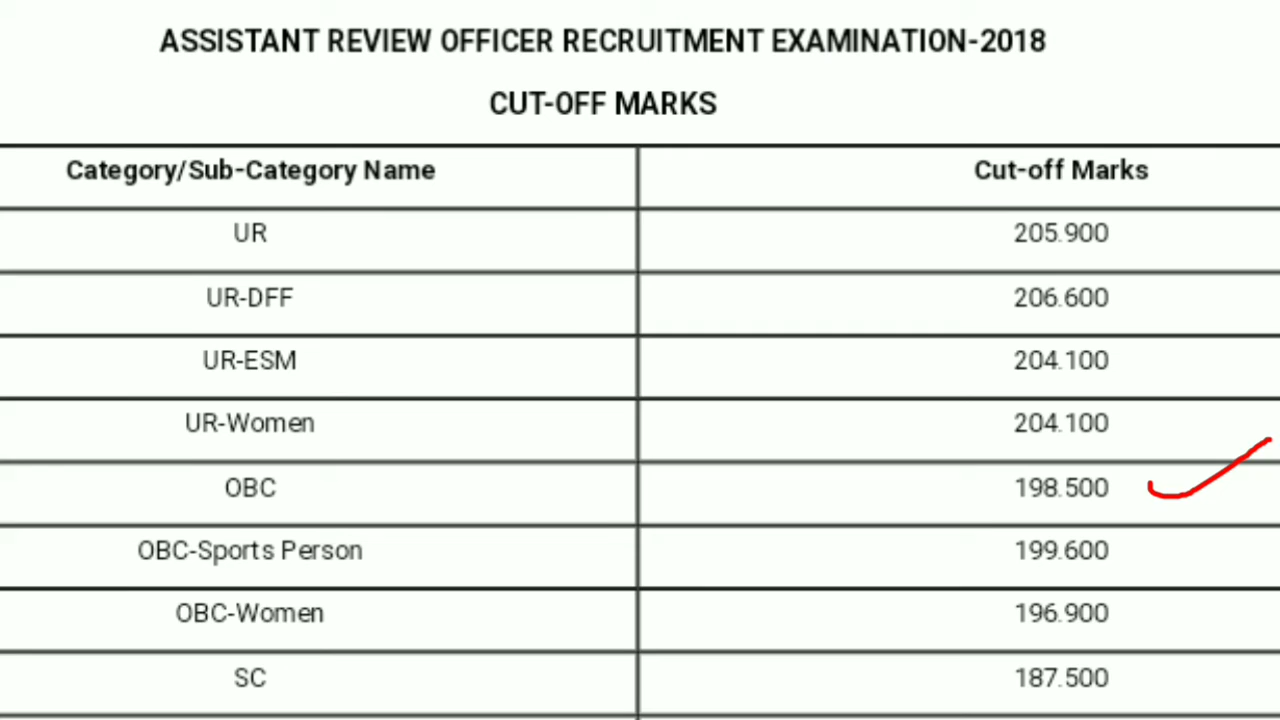 ASSISTANT REVIEW OFFICER RECRUITMENT EXAMINATION-2018
CUT-OFF MARKS
Category/Sub-Category Name Cut-off Marks
UR 205.900
UR-DFF 206.600
UR-ESM 204.100
UR-Women 204.100
OBC 198.500
OBC-Sports Person 199.600
OBC-Women 196.900
SC 187.500